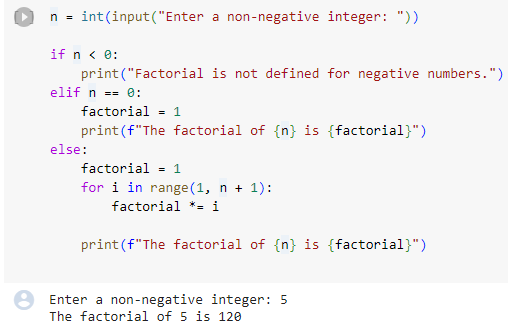 n = int(input("Enter a non-negative integer: "))
if n < 0:
    print("Factorial is not defined for negative numbers.")
elif n == 0:
    factorial = 1
    print(f"The factorial of {n} is {factorial}")
else:
    factorial = 1
    for i in range(1, n + 1):
        factorial *= i
    print(f"The factorial of {n} is {factorial}")
Enter a non-negative integer: 5
The factorial of 5 is 120